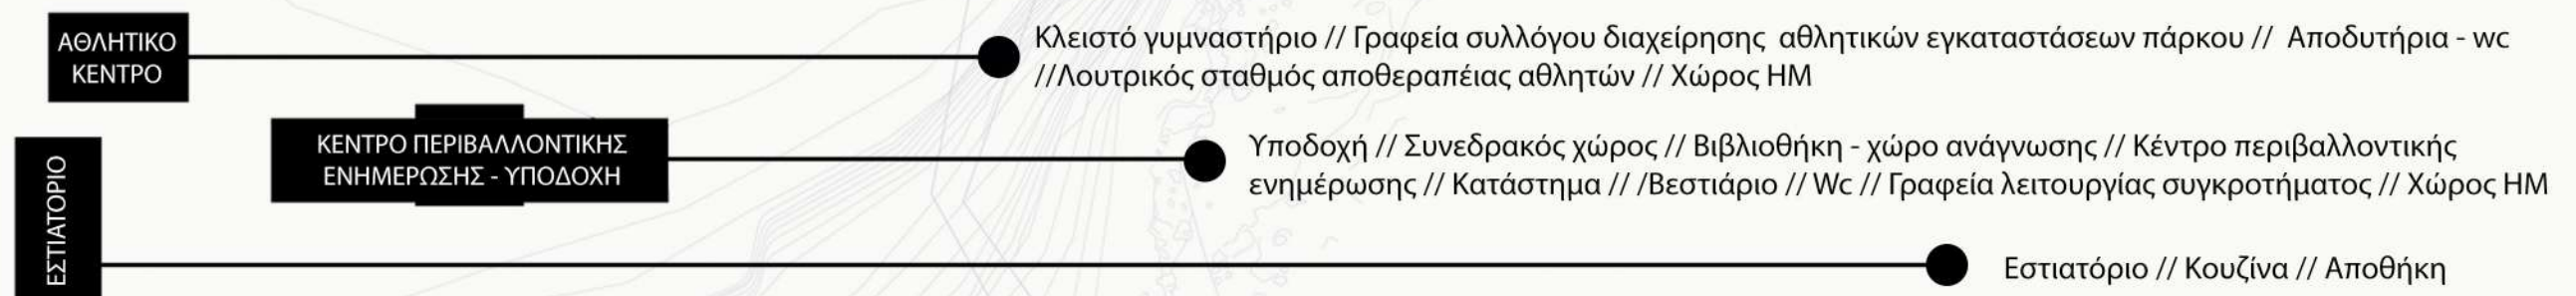 ΑΘΛΗΤΙΚΟ
ΚΕΝΤΡΟ
Κλειστό γυμναστήριο // Γραφεία συλλόγου διαχείρησης αθλητικών εγκαταστάσεων πάρκου // Αποδυτήρια - wc
//Λουτρικός σταθμός αποθεραπέιας αθλητών // Χώρος ΗΜ
ΚΕΝΤΡΟ ΠΕΡΙΒΑΛΛΟΝΤΙΚΗΣ
ΕΝΗΜΕΡΩΣΗΣ - ΥΠΟΔΟΧΗ
Υποδοχή // Συνεδρακός χώρος // Βιβλιοθήκη - χώρο ανάγνωσης // Κέντρο περιβαλλοντικής
ενημέρωσης // Κατάστημα // /Βεστιάριο // Wc // Γραφεία λειτουργίας συγκροτήματος // Χώρος ΗΜ
ΕΣΤΙΑΤΟΡΙΟ
Εστιατόριο // Κουζίνα // Αποθήκη